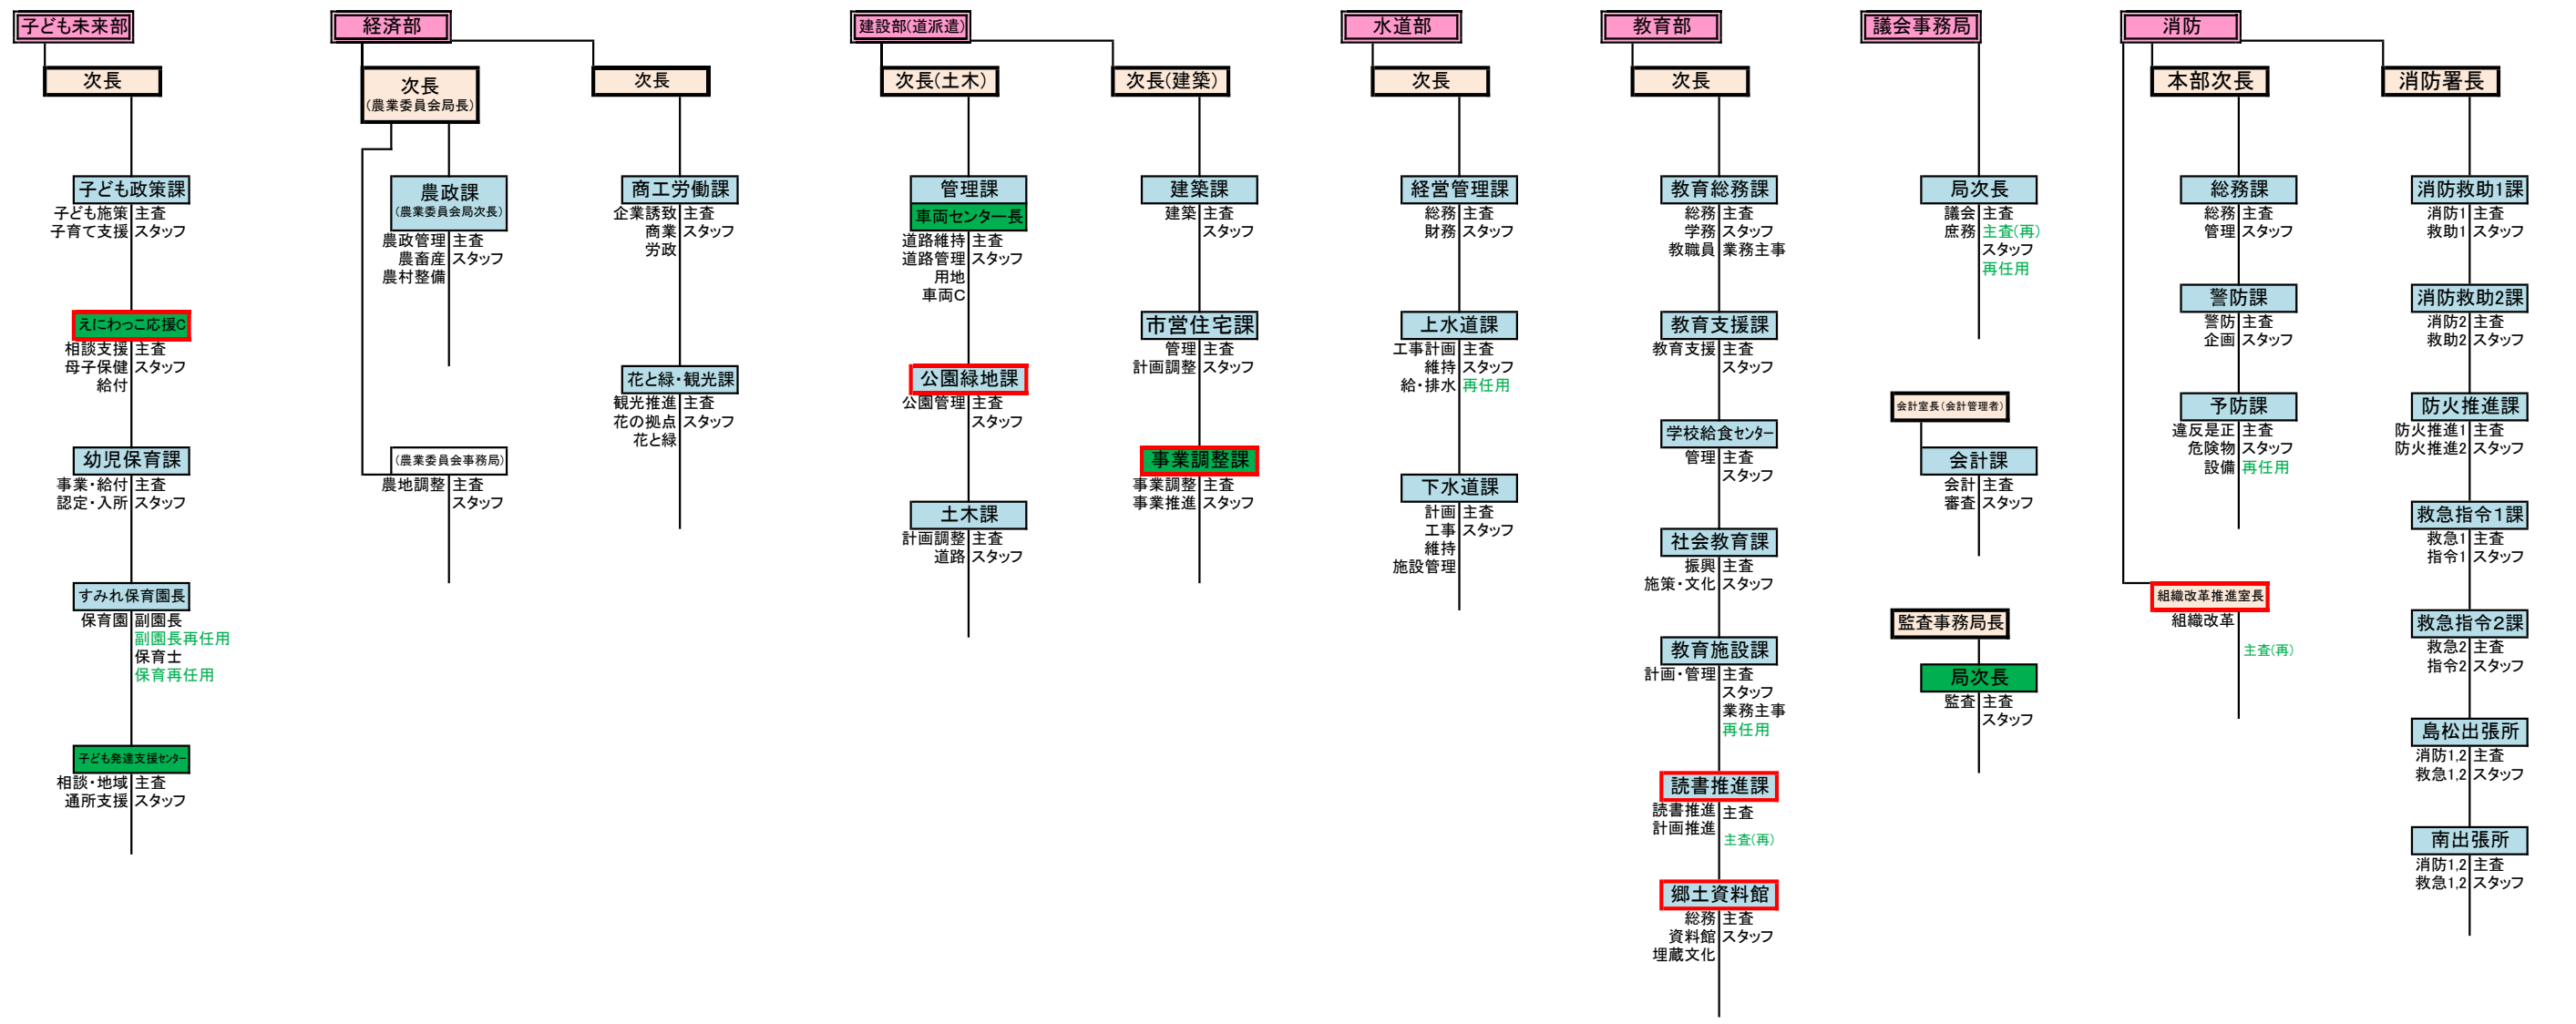 子ども未来部
次長
子ども政策課
子ども施策 主査
子育て支援 スタッフ
えにわっこ応援C
相談支援 主査
母子保健 スタッフ
給付
幼児保育課
事業・給付 主査
認定・入所 スタッフ
すみれ保育園長
保育園 副園長
副園長再任用
保育士
保育再任用
子ども発達支援センター
相談・地域 主査
通所支援 スタッフ
経済部
次長
(農業委員会局長)
農政課
(農業委員会局次長)
農政管理 主査
農畜産 スタッフ
農村整備
(農業委員会事務局)
農地調整 主査
スタッフ
次長
商工労働課
企業誘致 主査
商業 スタッフ
労政
花と緑・観光課
観光推進 主査
花の拠点 スタッフ
花と緑
建設部(道派遣)
次長(土木)
管理課
車両センター長
道路維持 主査
道路管理 スタッフ
用地
車両C
公園緑地課
公園管理 主査
スタッフ
土木課
計画調整 主査
道路 スタッフ
次長(建築)
建築課
建築 主査
スタッフ
市営住宅課
管理 主査
計画調整 スタッフ
事業調整課
事業調整 主査
事業推進 スタッフ
水道部
次長
経営管理課
総務 主査
財務 スタッフ
上水道課
工事計画 主査
維持 スタッフ
給・排水 再任用
下水道課
計画 主査
工事 スタッフ
維持
施設管理
教育部
次長
教育総務課
総務 主査
学務 スタッフ
教職員 業務主事
教育支援課
教育支援 主査
スタッフ
学校給食センター
管理 主査
スタッフ
社会教育課
振興 主査
施策・文化 スタッフ
教育施設課
計画・管理 主査
スタッフ
業務主事
再任用
読書推進課
読書推進 主査
計画推進
主査(再)
郷土資料館
総務 主査
資料館 スタッフ
埋蔵文化
議会事務局
局次長
議会 主査
庶務 主査(再)
スタッフ
再任用
会計室長(会計管理者)
会計課
会計 主査
審査 スタッフ
監査事務局長
局次長
監査 主査
スタッフ
消防
本部次長
総務課
総務 主査
管理 スタッフ
警防課
警防 主査
企画 スタッフ
予防課
違反是正 主査
危険物 スタッフ
設備 再任用
組織改革推進室長
組織改革
主査(再)
消防署長
消防救助1課
消防1 主査
救助1 スタッフ
消防救助2課
消防2 主査
救助2 スタッフ
防火推進課
防火推進1 主査
防火推進2 スタッフ
救急指令１課
救急1 主査
指令1 スタッフ
救急指令２課
救急2 主査
指令2 スタッフ
島松出張所
消防1,2 主査
救急1,2 スタッフ
南出張所
消防1,2 主査
救急1,2 スタッフ